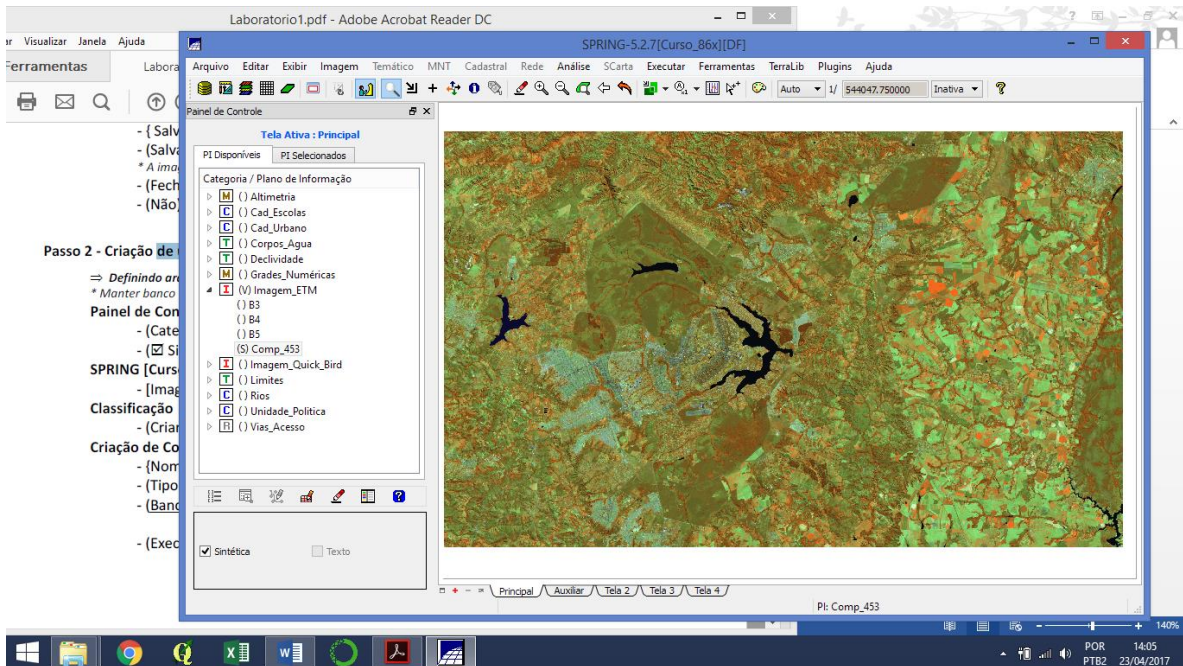 Laboratorio1.pdf - Adobe Acrobat Reader DC
ar Visualizar Janela Ajuda
Ferramentas
Labora
- { Salv
- (Salva
* A ima
- (Fech
- (Não)
Passo 2 - Criação de
⇒ Definindo are
* Manter banco
Painel de Con
- (Cate
- (☑ Si
SPRING [Curs
- [Imag
Classificação
- (Criar
Criação de Co
- {Nom
- (Tipo
- (Banc
- (Exec
SPRING-5.2.7[Curso_86x][DF]
Arquivo Editar Exibir Imagem Temático MNT Cadastral Rede Análise SCarta Executar Ferramentas TerraLib Plugins Ajuda
Auto 1/ 544047.750000 Inativa
Painel de Controle
Tela Ativa : Principal
PI Disponíveis PI Selecionados
Categoria / Plano de Informação
M () Altimetria
C () Cad_Escolas
C () Cad_Urbano
T () Corpos_Agua
T () Declividade
M () Grades_Numéricas
I (V) Imagem_ETM
() B3
() B4
() B5
(S) Comp_453
I () Imagem_Quick_Bird
T () Limites
C () Rios
C () Unidade_Politica
R () Vias_Acesso
Sintética Texto
Principal Auxiliar Tela 2 Tela 3 Tela 4
PI: Comp_453
140%
POR 14:05
PTB2 23/04/2017